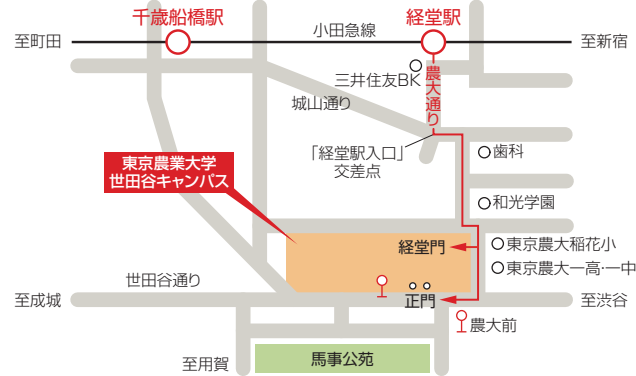 千歳船橋駅
経堂駅
小田急線
至町田
至新宿
三井住友BK
農大通り
城山通り
「経堂駅入口」
交差点
歯科
東京農業大学
世田谷キャンパス
和光学園
経堂門
東京農大稲花小
東京農大一高・一中
世田谷通り
至成城
正門
至渋谷
農大前
至用賀
馬事公苑